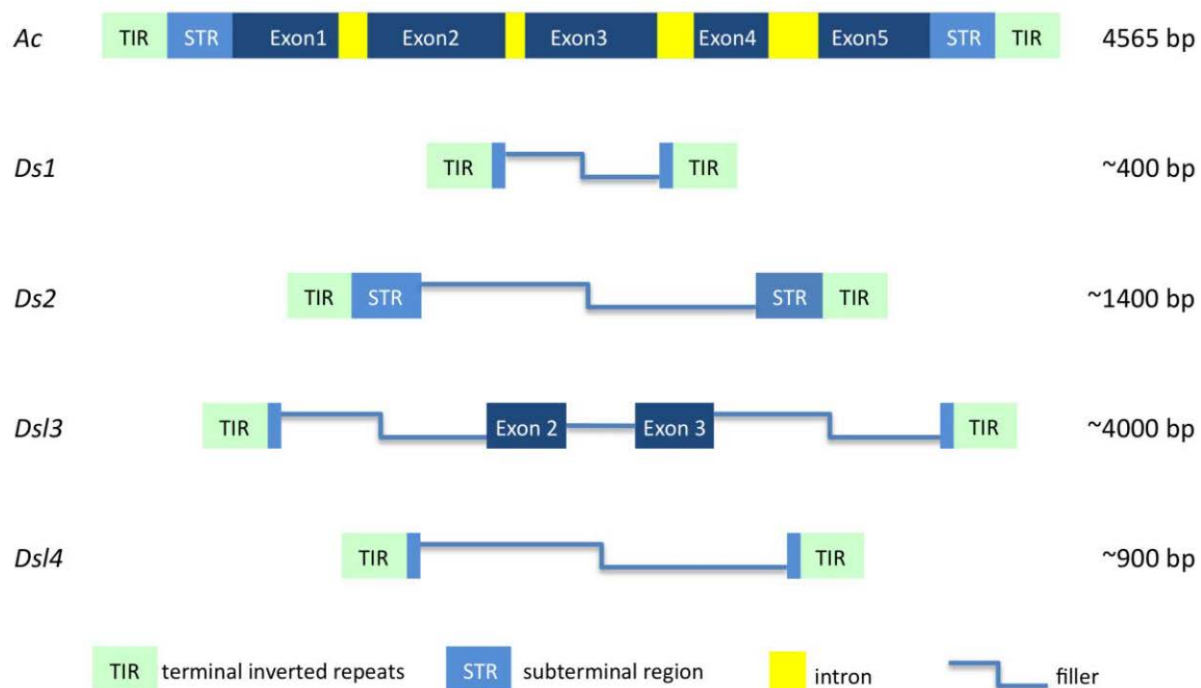 Ac TIR STR Exon1 Exon2 Exon3 Exon4 Exon5 STR TIR 4565 bp
Ds1 TIR TIR ~400 bp
Ds2 TIR STR STR TIR ~1400 bp
Dsl3 TIR Exon 2 Exon 3 TIR ~4000 bp
Dsl4 TIR TIR ~900 bp
TIR terminal inverted repeats STR subterminal region intron filler